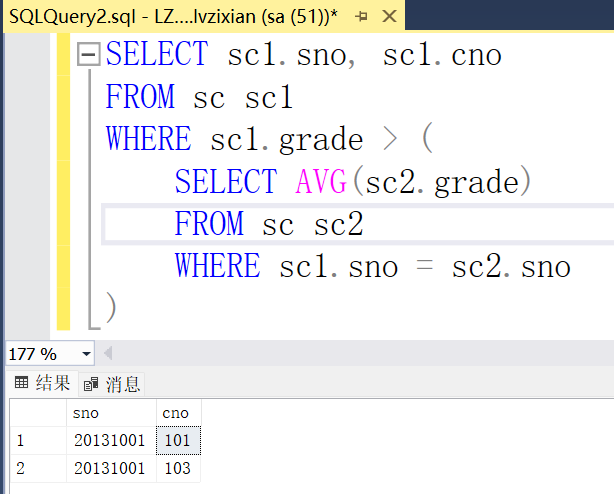 SQLQuery2.sql - LZ....lvzixian (sa (51))*
SELECT sc1.sno, sc1.cno
FROM sc sc1
WHERE sc1.grade > (
SELECT AVG(sc2.grade)
FROM sc sc2
WHERE sc1.sno = sc2.sno
)
177 %
结果 消息
sno cno
1 20131001 101
2 20131001 103